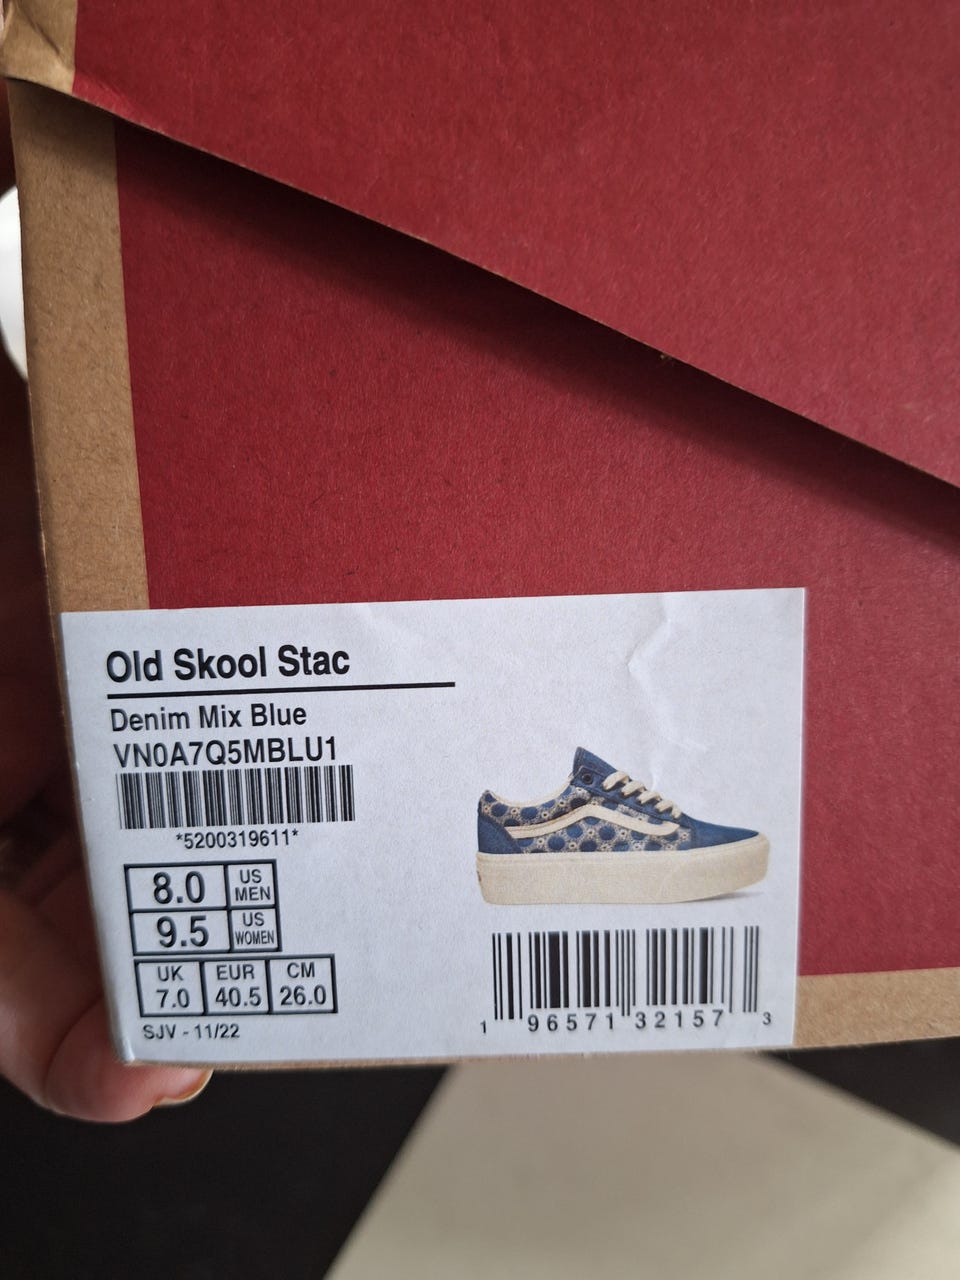 Old Skool Stac
Denim Mix Blue
VN0A7Q5MBLU1
*5200319611*
8.0 US MEN
9.5 US WOMEN
UK EUR CM
7.0 40.5 26.0
SJV - 11/22
1 96571 32157 3